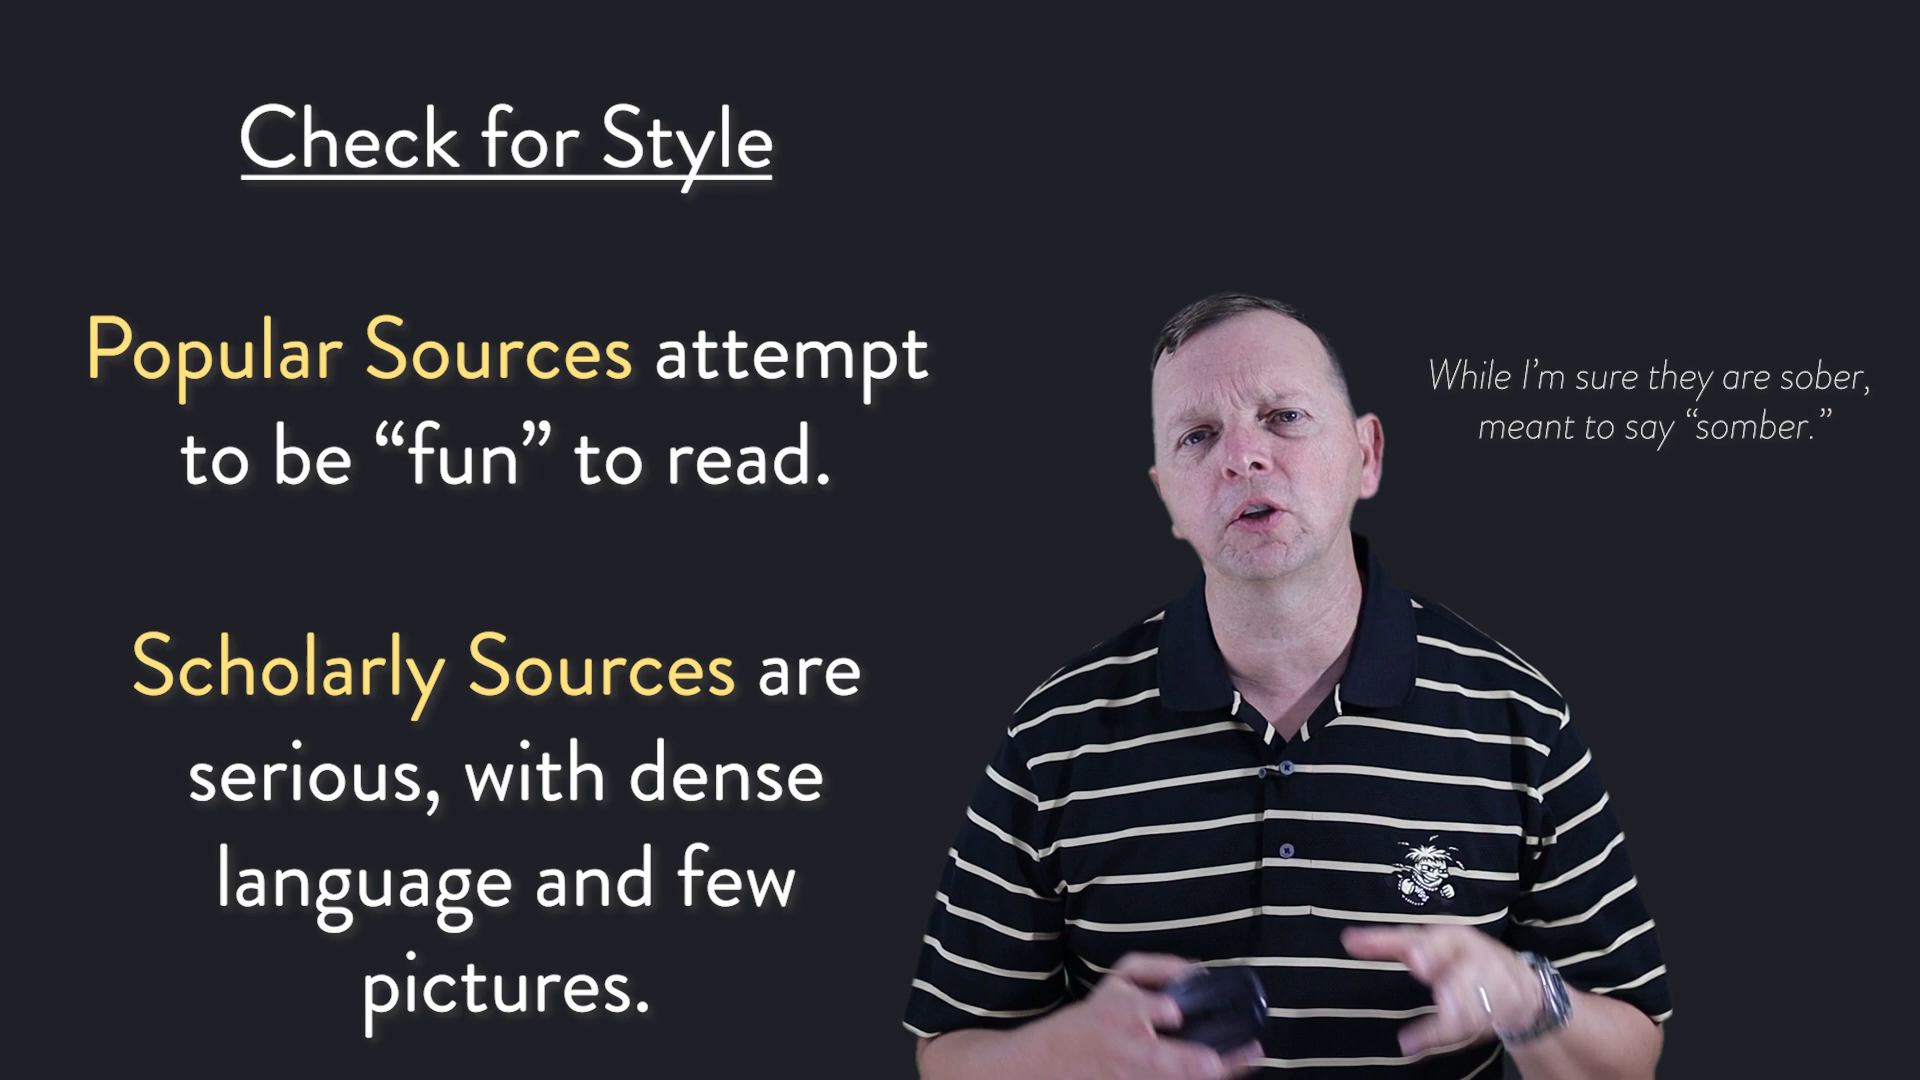 Check for Style
Popular Sources attempt
to be “fun” to read.
Scholarly Sources are
serious, with dense
language and few
pictures.
While I’m sure they are sober,
meant to say “somber.”